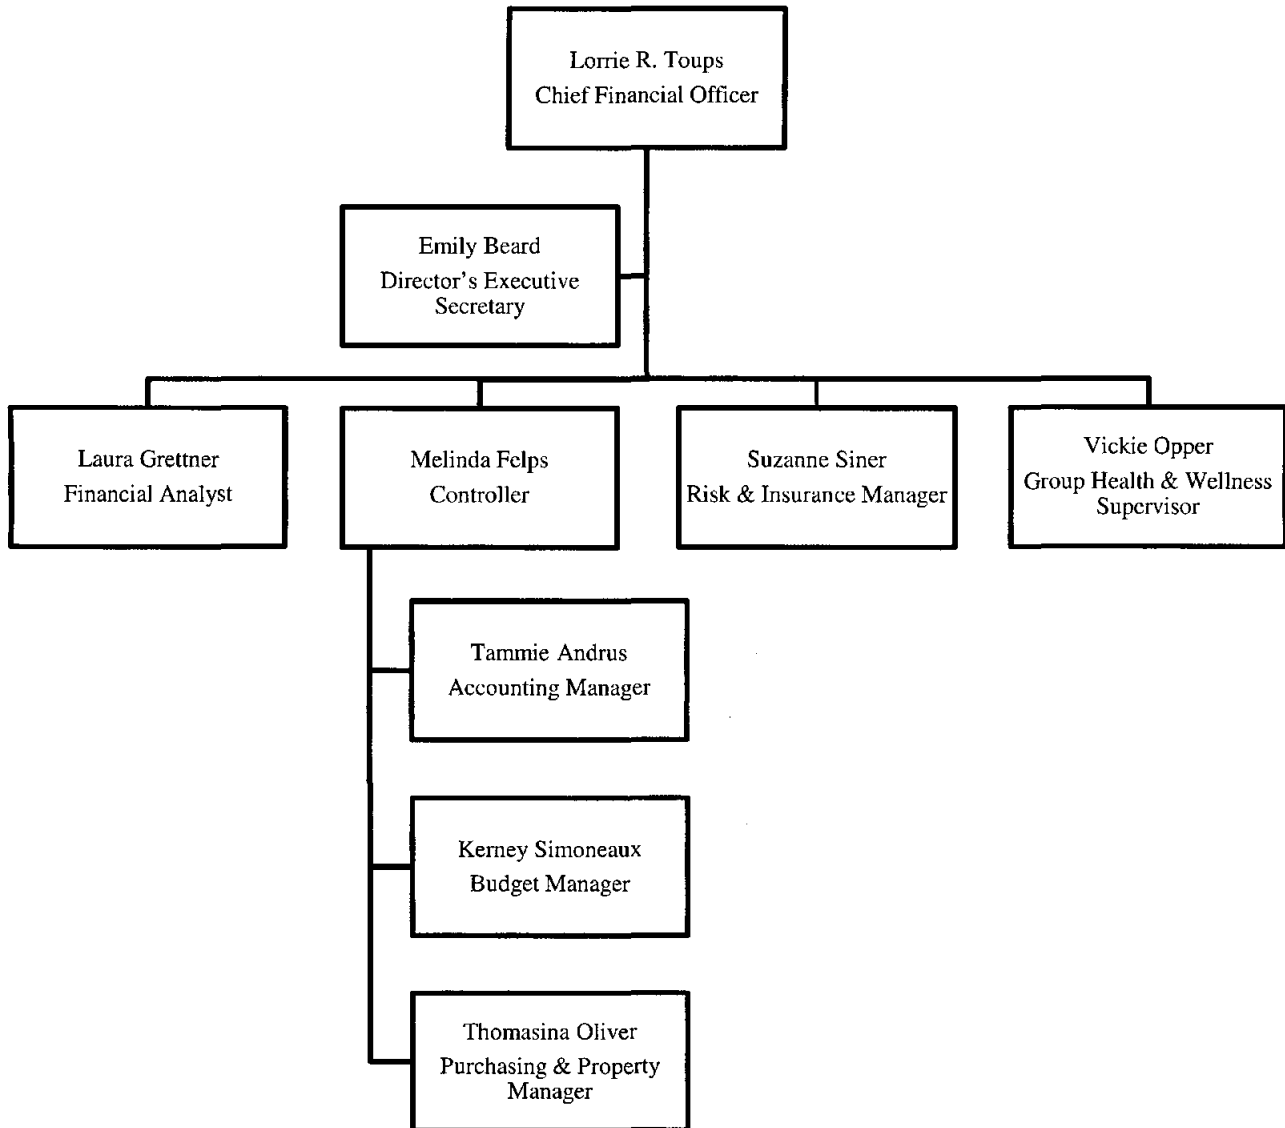 Lorrie R. Toups
Chief Financial Officer
Emily Beard
Director's Executive
Secretary
Laura Grettner
Financial Analyst
Melinda Felps
Controller
Suzanne Siner
Risk & Insurance Manager
Vickie Opper
Group Health & Wellness
Supervisor
Tammie Andrus
Accounting Manager
Kerney Simoneaux
Budget Manager
Thomasina Oliver
Purchasing & Property
Manager